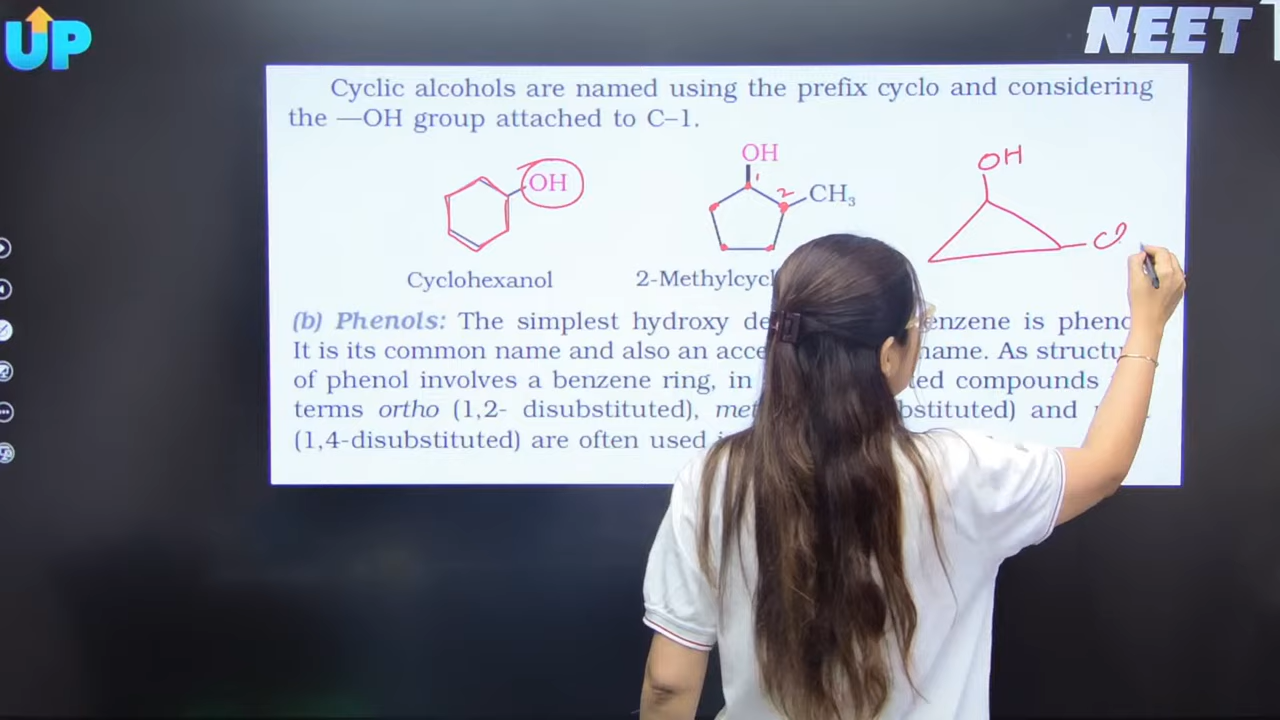 UP
NEET
Cyclic alcohols are named using the prefix cyclo and considering
the —OH group attached to C–1.
OH
OH
1
2
CH₃
OH
Cl
Cyclohexanol
2-Methylcycl
(b) Phenols: The simplest hydroxy de enzene is pheno
It is its common name and also an acce name. As structu
of phenol involves a benzene ring, in ted compounds
terms ortho (1,2- disubstituted), met bstituted) and
(1,4-disubstituted) are often used